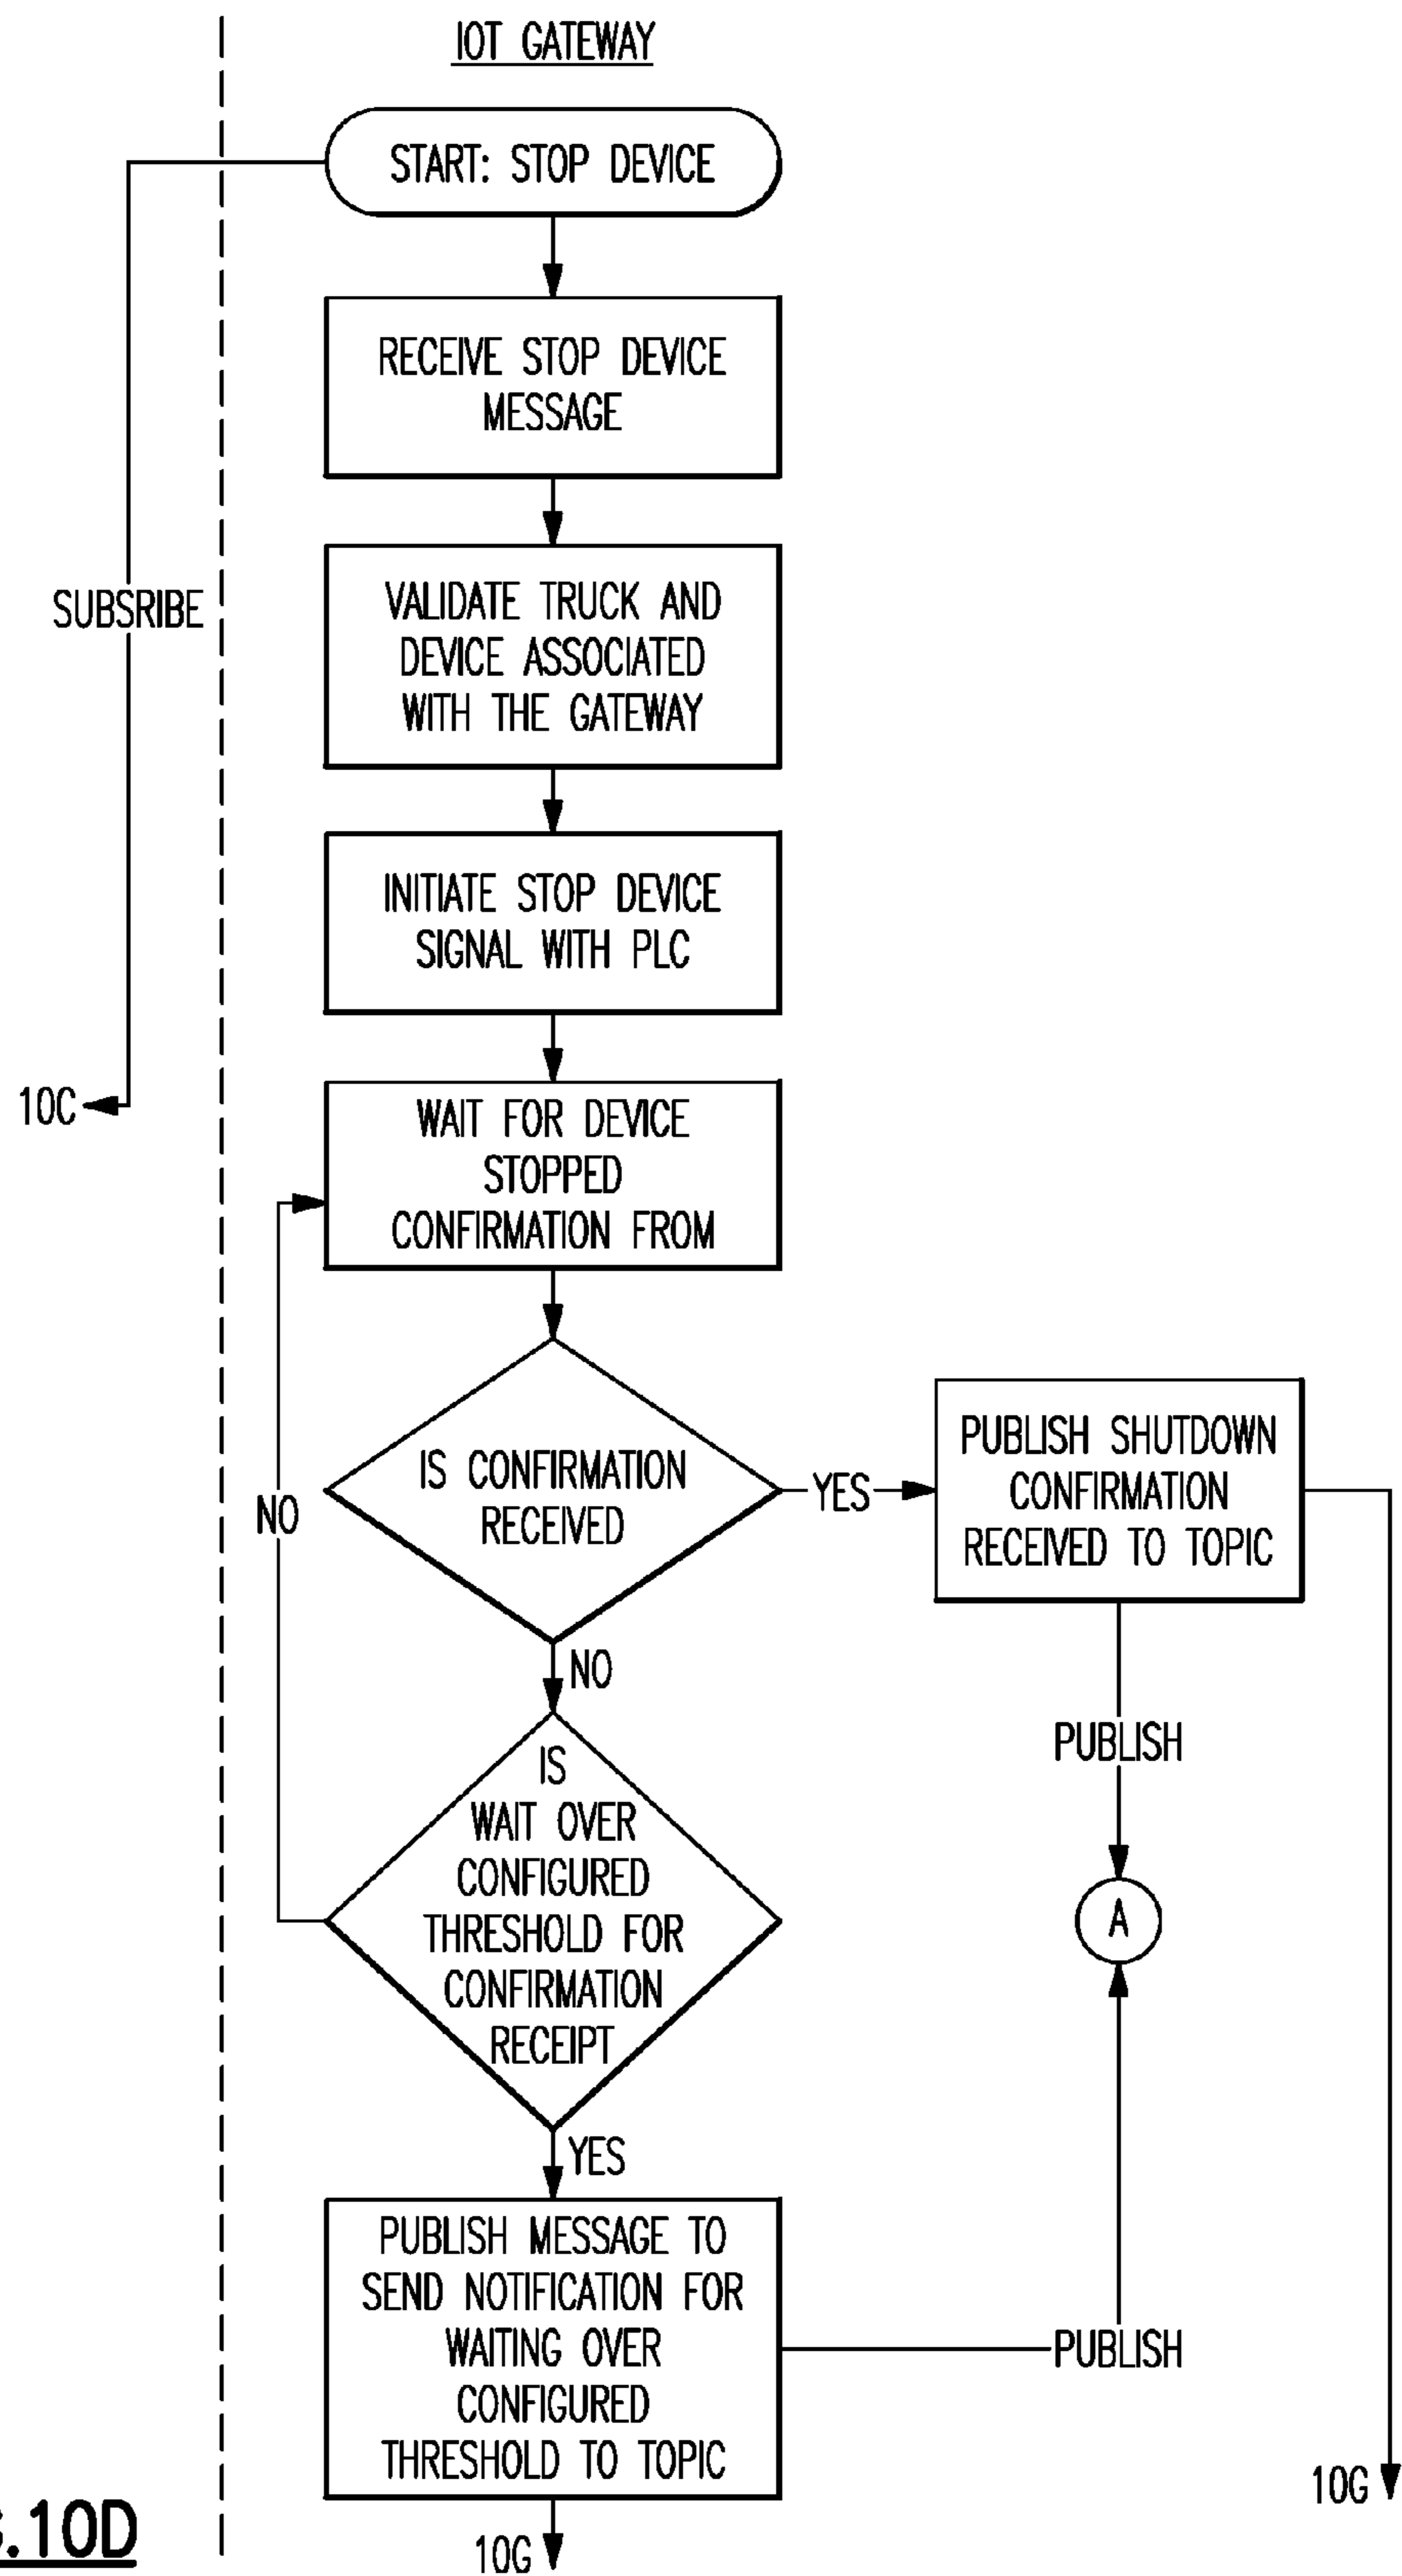 IOT GATEWAY
START: STOP DEVICE
RECEIVE STOP DEVICE
MESSAGE
VALIDATE TRUCK AND
DEVICE ASSOCIATED
WITH THE GATEWAY
SUBSRIBE
INITIATE STOP DEVICE
SIGNAL WITH PLC
10C
WAIT FOR DEVICE
STOPPED
CONFIRMATION FROM
IS CONFIRMATION
RECEIVED
YES
PUBLISH SHUTDOWN
CONFIRMATION
RECEIVED TO TOPIC
NO
NO
IS
WAIT OVER
CONFIGURED
THRESHOLD FOR
CONFIRMATION
RECEIPT
PUBLISH
A
YES
PUBLISH MESSAGE TO
SEND NOTIFICATION FOR
WAITING OVER
CONFIGURED
THRESHOLD TO TOPIC
PUBLISH
10G
10G
.10D